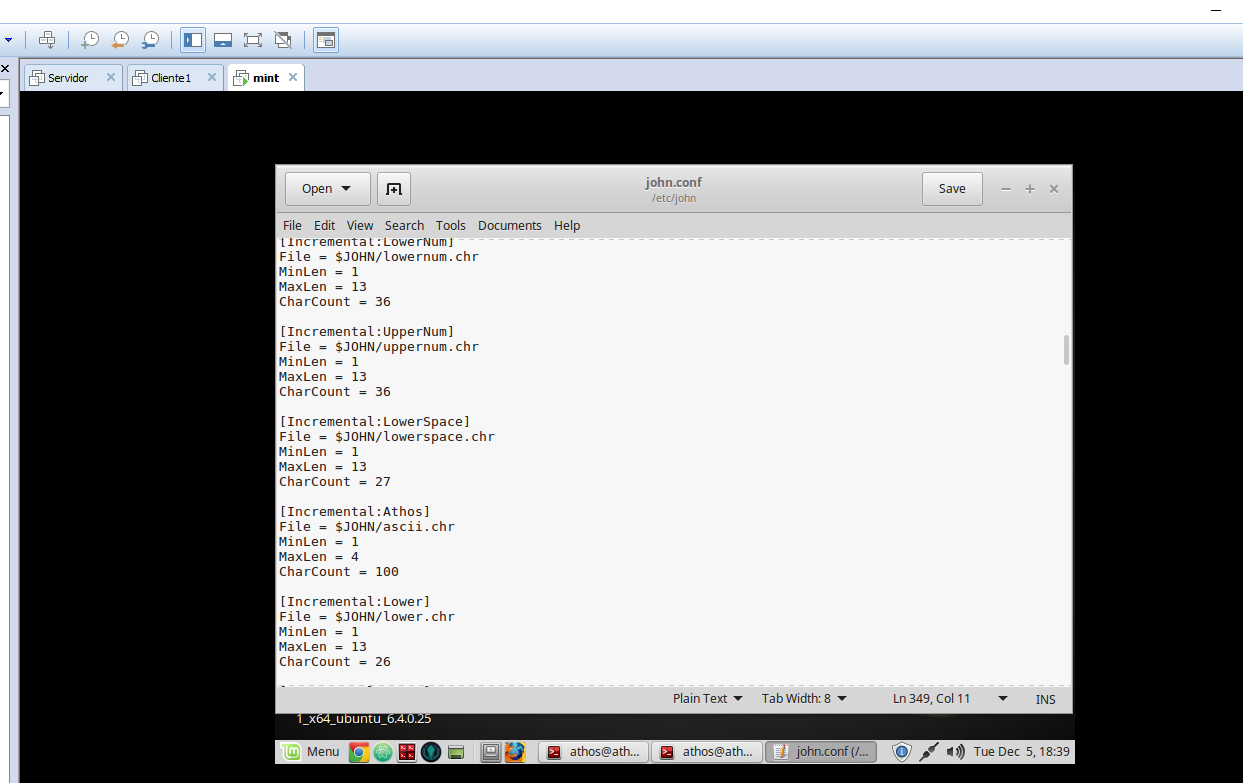 Servidor
Cliente1
mint
Open
john.conf
/etc/john
Save
File Edit View Search Tools Documents Help
[Incremental:LowerNum]
File = $JOHN/lowernum.chr
MinLen = 1
MaxLen = 13
CharCount = 36
[Incremental:UpperNum]
File = $JOHN/uppernum.chr
MinLen = 1
MaxLen = 13
CharCount = 36
[Incremental:LowerSpace]
File = $JOHN/lowerspace.chr
MinLen = 1
MaxLen = 13
CharCount = 27
[Incremental:Athos]
File = $JOHN/ascii.chr
MinLen = 1
MaxLen = 4
CharCount = 100
[Incremental:Lower]
File = $JOHN/lower.chr
MinLen = 1
MaxLen = 13
CharCount = 26
Plain Text Tab Width: 8 Ln 349, Col 11 INS
1_x64_ubuntu_6.4.0.25
Menu athos@ath... athos@ath... john.conf (/... Tue Dec 5, 18:39